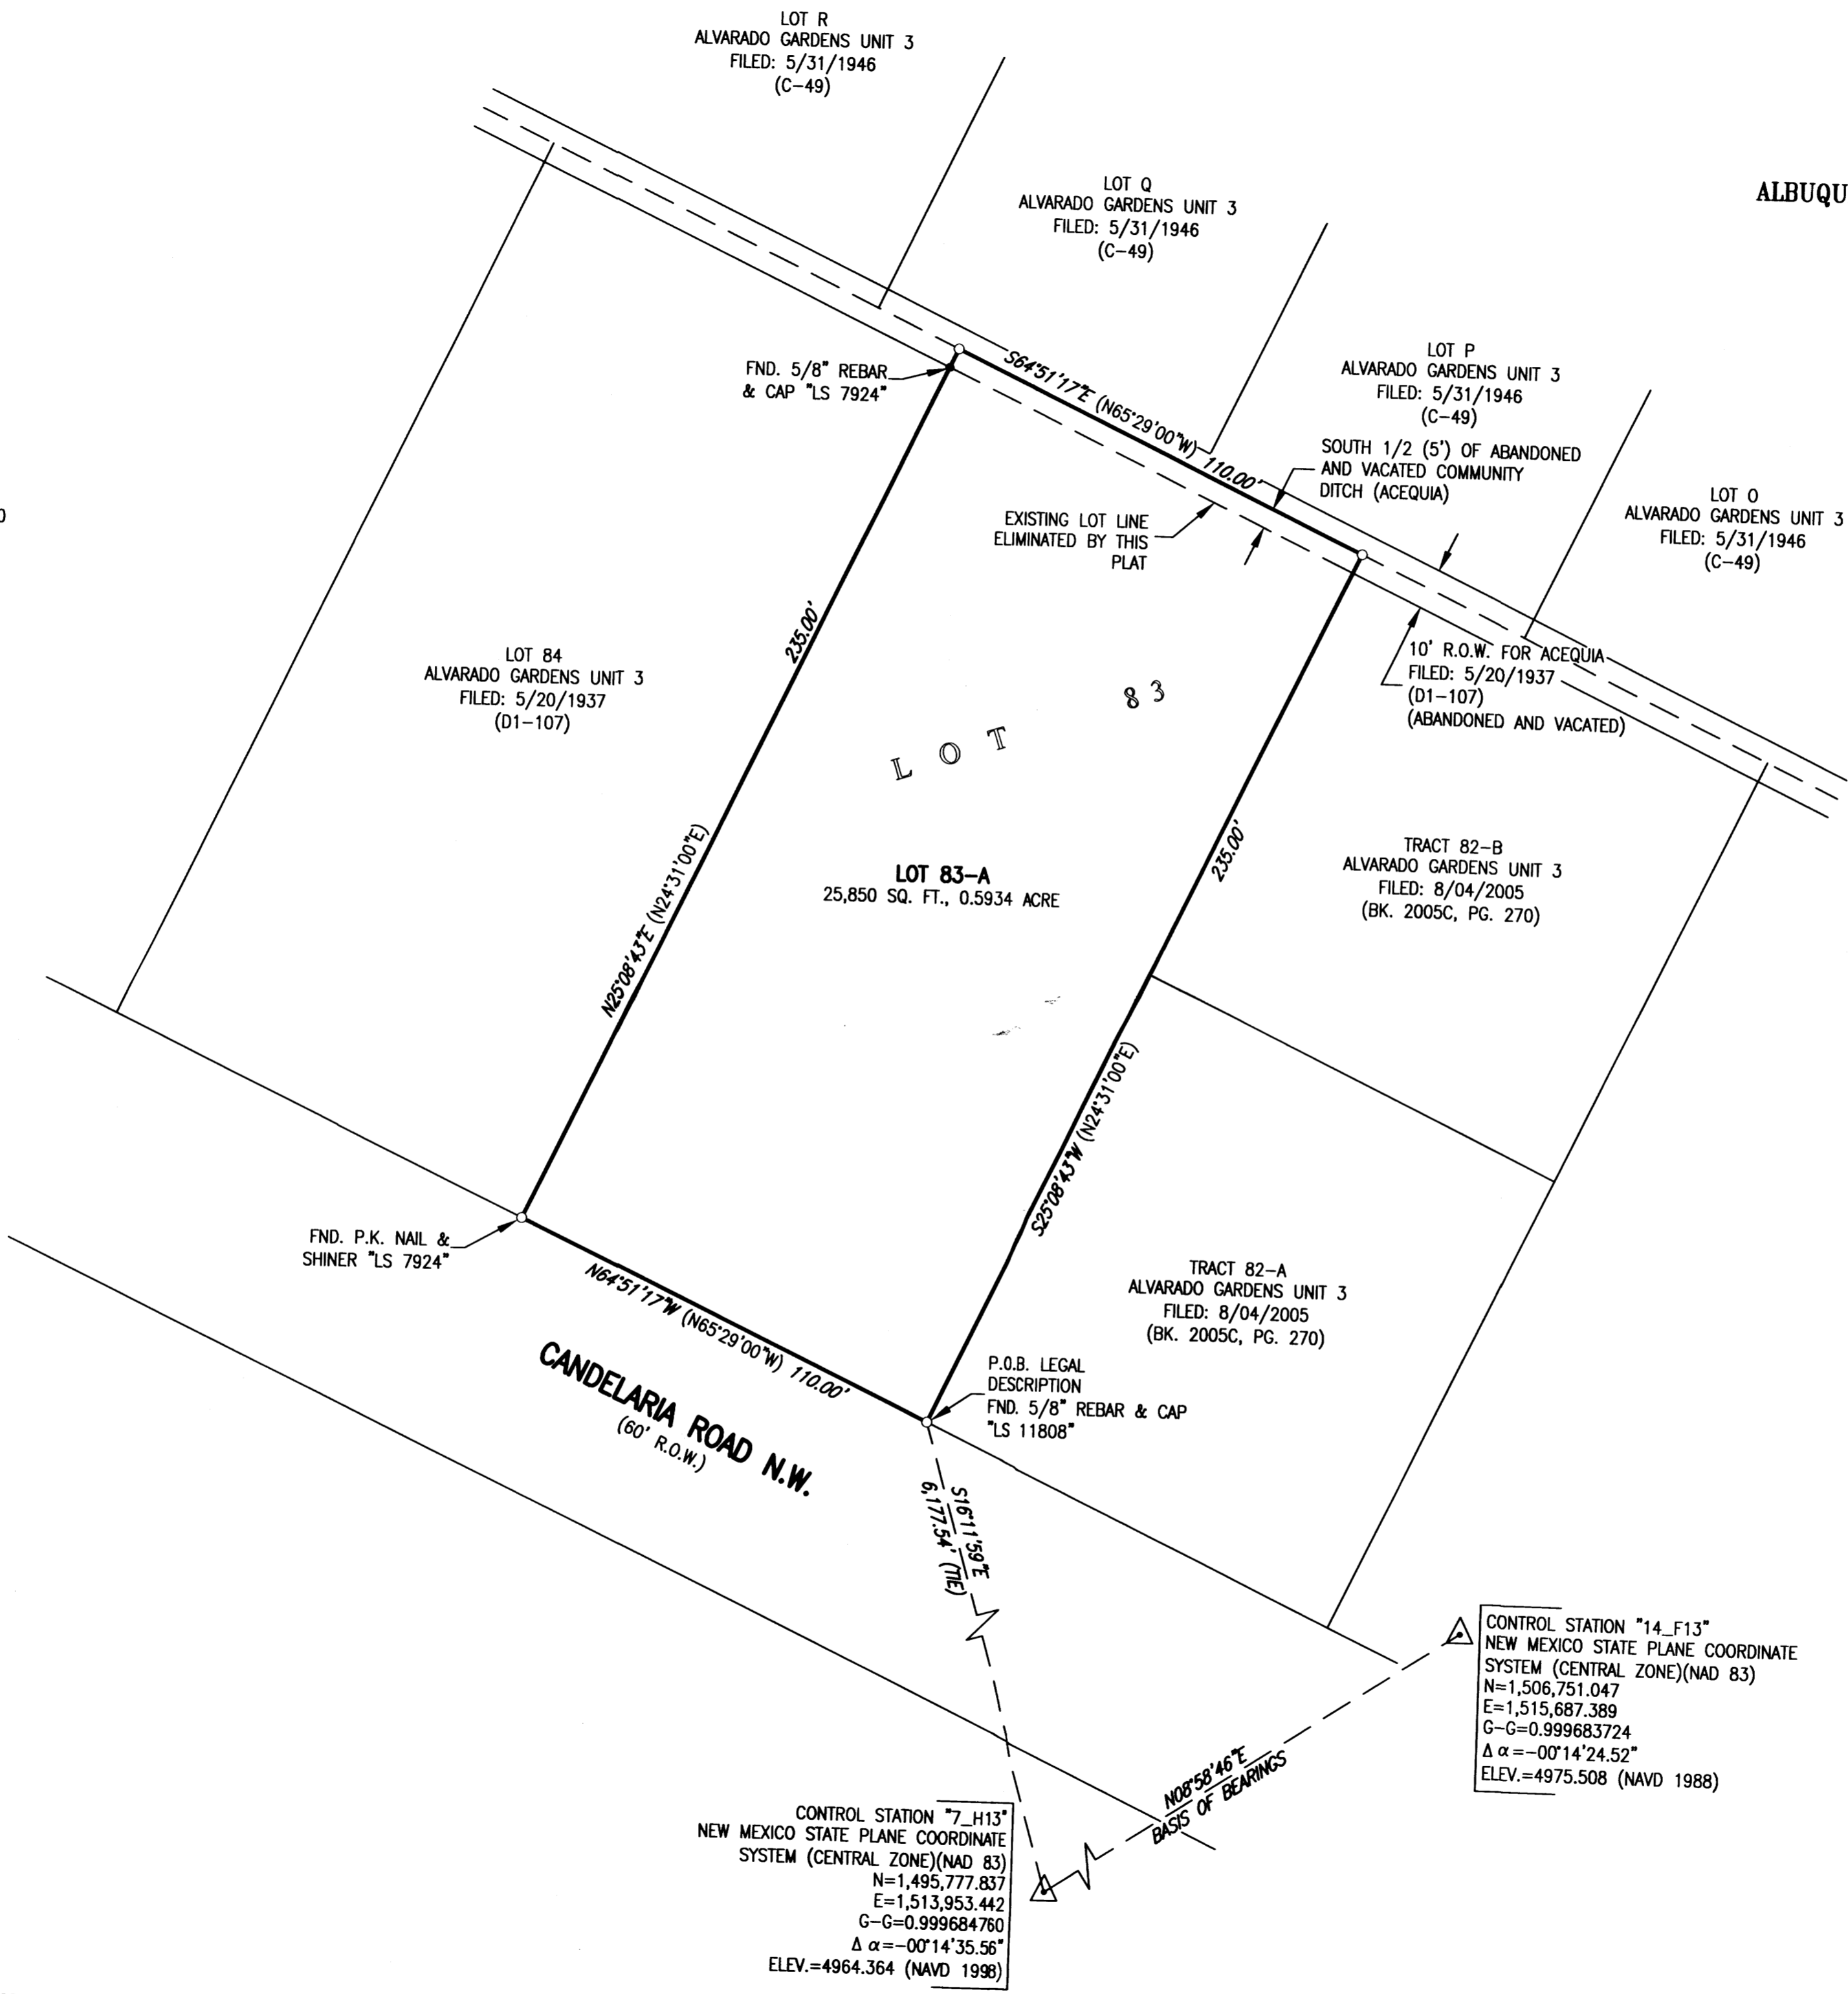 LOT R
ALVARADO GARDENS UNIT 3
FILED: 5/31/1946
(C-49)
LOT Q
ALVARADO GARDENS UNIT 3
FILED: 5/31/1946
(C-49)
ALBUQU
LOT P
ALVARADO GARDENS UNIT 3
FILED: 5/31/1946
(C-49)
FND. 5/8" REBAR
& CAP "LS 7924"
S64°51'17"E (N65°29'00"W) 110.00'
SOUTH 1/2 (5') OF ABANDONED
AND VACATED COMMUNITY
DITCH (ACEQUIA)
LOT O
ALVARADO GARDENS UNIT 3
FILED: 5/31/1946
(C-49)
EXISTING LOT LINE
ELIMINATED BY THIS
PLAT
10' R.O.W. FOR ACEQUIA
FILED: 5/20/1937
(D1-107)
(ABANDONED AND VACATED)
LOT 84
ALVARADO GARDENS UNIT 3
FILED: 5/20/1937
(D1-107)
235.00'
N25°08'43"E (N24°31'00"E)
LOT 83
LOT 83-A
25,850 SQ. FT., 0.5934 ACRE
235.00'
S25°08'43"W (N24°31'00"E)
TRACT 82-B
ALVARADO GARDENS UNIT 3
FILED: 8/04/2005
(BK. 2005C, PG. 270)
FND. P.K. NAIL &
SHINER "LS 7924"
N64°51'17"W (N65°29'00"W) 110.00'
TRACT 82-A
ALVARADO GARDENS UNIT 3
FILED: 8/04/2005
(BK. 2005C, PG. 270)
CANDELARIA ROAD N.W.
(60' R.O.W.)
P.O.B. LEGAL
DESCRIPTION
FND. 5/8" REBAR & CAP
"LS 11808"
S16°11'59"E
6,177.54' (TIE)
CONTROL STATION "14_F13"
NEW MEXICO STATE PLANE COORDINATE
SYSTEM (CENTRAL ZONE)(NAD 83)
N=1,506,751.047
E=1,515,687.389
G-G=0.999683724
Δ α=-00°14'24.52"
ELEV.=4975.508 (NAVD 1988)
N08°58'46"E
BASIS OF BEARINGS
CONTROL STATION "7_H13"
NEW MEXICO STATE PLANE COORDINATE
SYSTEM (CENTRAL ZONE)(NAD 83)
N=1,495,777.837
E=1,513,953.442
G-G=0.999684760
Δ α=-00°14'35.56"
ELEV.=4964.364 (NAVD 1998)